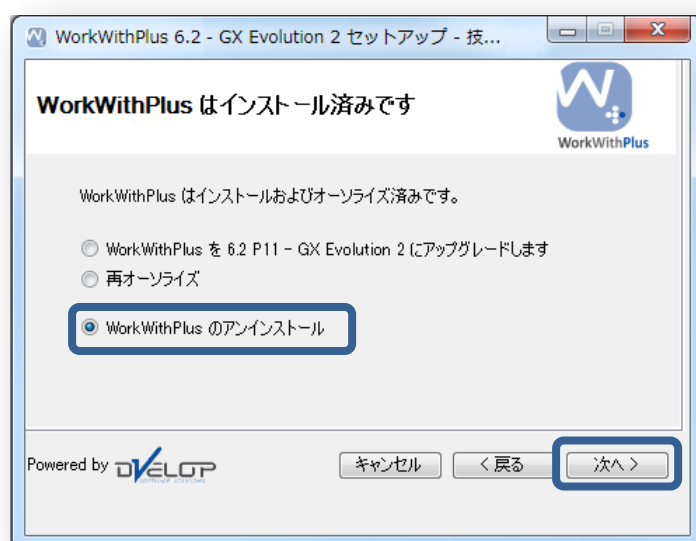 WorkWithPlus 6.2 - GX Evolution 2 セットアップ - 技...
WorkWithPlus はインストール済みです
WorkWithPlus
WorkWithPlus はインストールおよびオーソライズ済みです。
WorkWithPlus を 6.2 P11 - GX Evolution 2 にアップグレードします
再オーソライズ
WorkWithPlus のアンインストール
Powered by DVELOP
SOFTWARE SOLUTIONS
キャンセル
< 戻る
次へ >